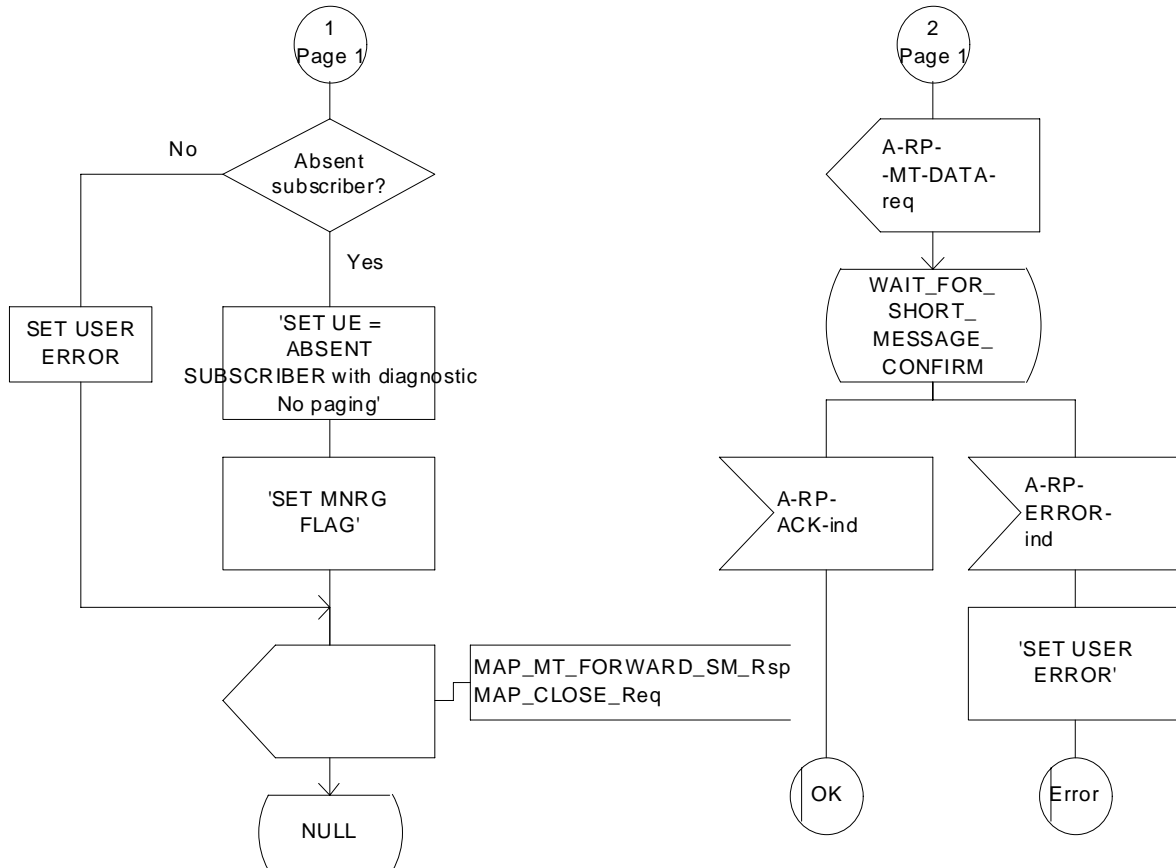 1
Page 1
No
Absent
subscriber?
Yes
SET USER
ERROR
'SET UE =
ABSENT
SUBSCRIBER with diagnostic
No paging'
'SET MNRG
FLAG'
MAP_MT_FORWARD_SM_Rsp
MAP_CLOSE_Req
NULL
2
Page 1
A-RP-
-MT-DATA-
req
WAIT_FOR_
SHORT_
MESSAGE_
CONFIRM
A-RP-
ACK-ind
A-RP-
ERROR-
ind
'SET USER
ERROR'
OK
Error